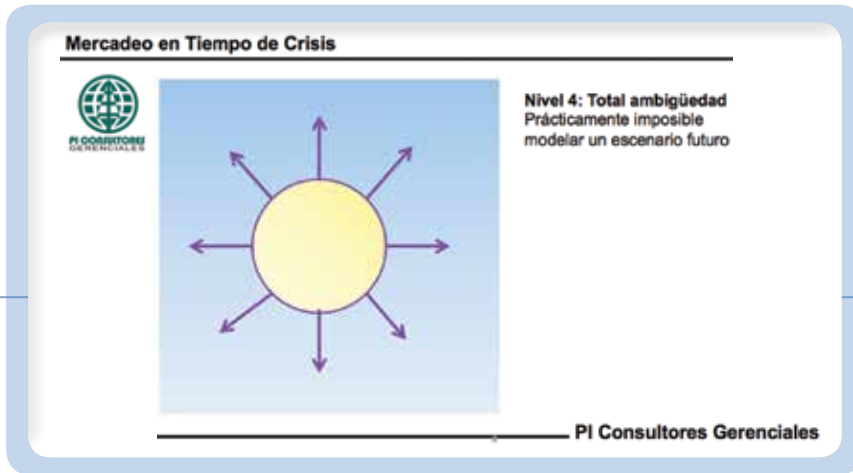 Mercadeo en Tiempo de Crisis
PI CONSULTORES
GERENCIALES
Nivel 4: Total ambigüedad
Prácticamente imposible
modelar un escenario futuro
PI Consultores Gerenciales